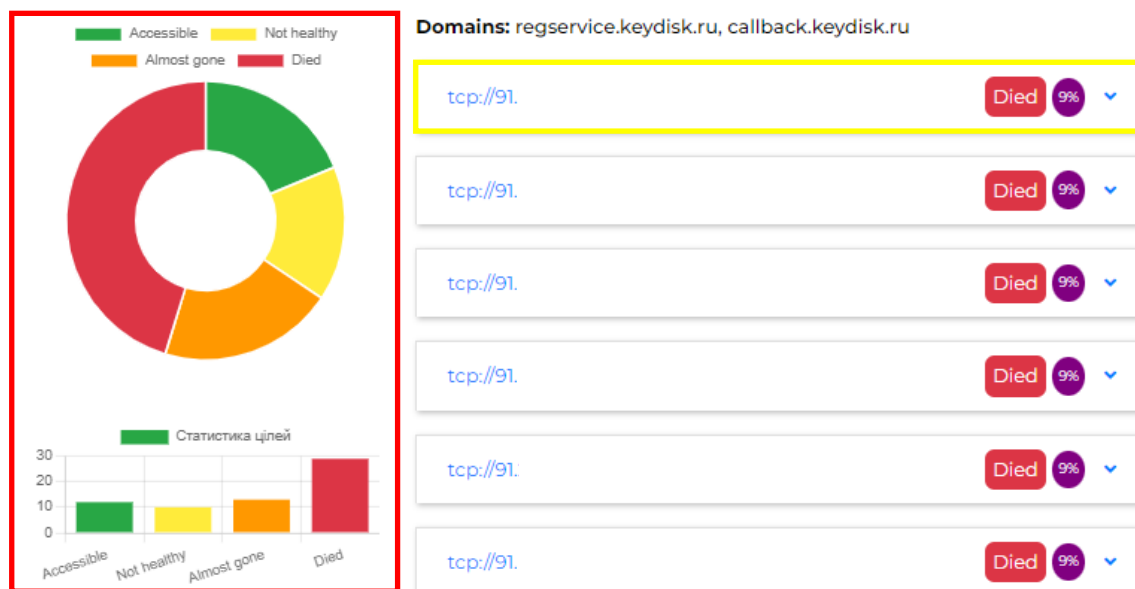 Accessible Not healthy
Almost gone Died
Статистика цілей
30
20
10
0
Accessible Not healthy Almost gone Died
Domains: regservice.keydisk.ru, callback.keydisk.ru
tcp://91. Died 9%
tcp://91. Died 9%
tcp://91. Died 9%
tcp://91. Died 9%
tcp://91. Died 9%
tcp://91. Died 9%